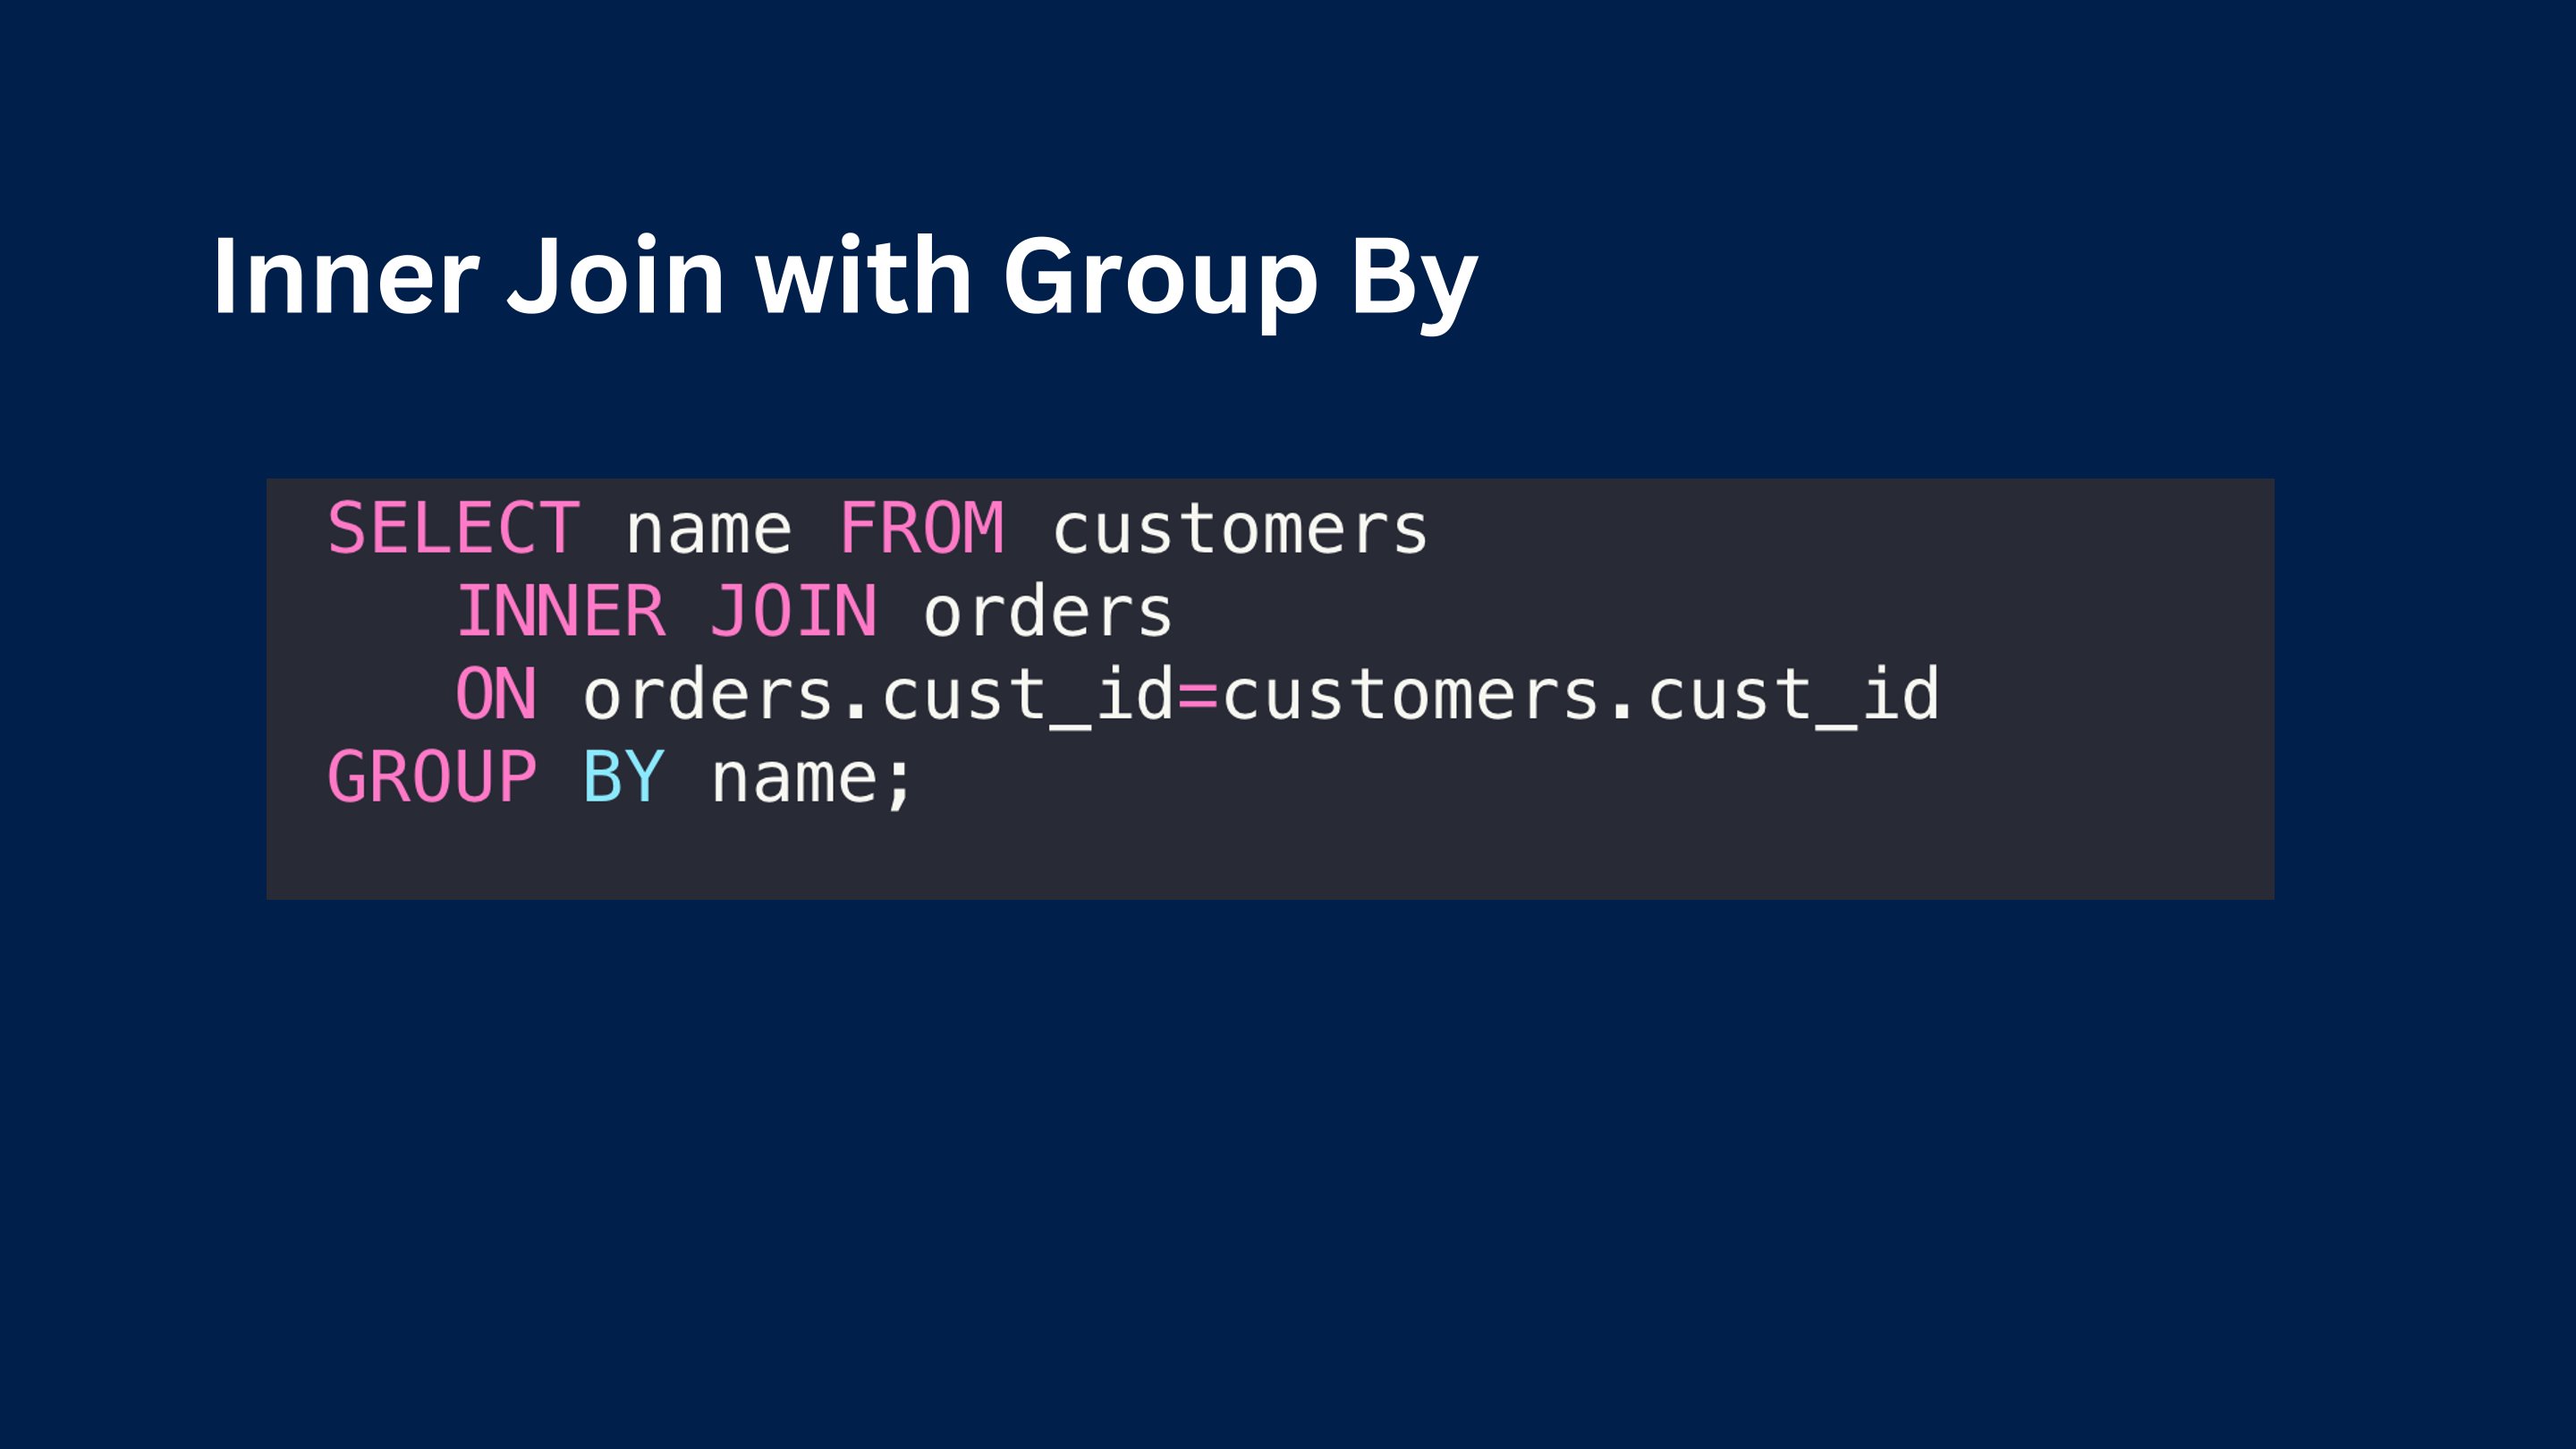 Inner Join with Group By
SELECT name FROM customers
INNER JOIN orders
ON orders.cust_id=customers.cust_id
GROUP BY name;